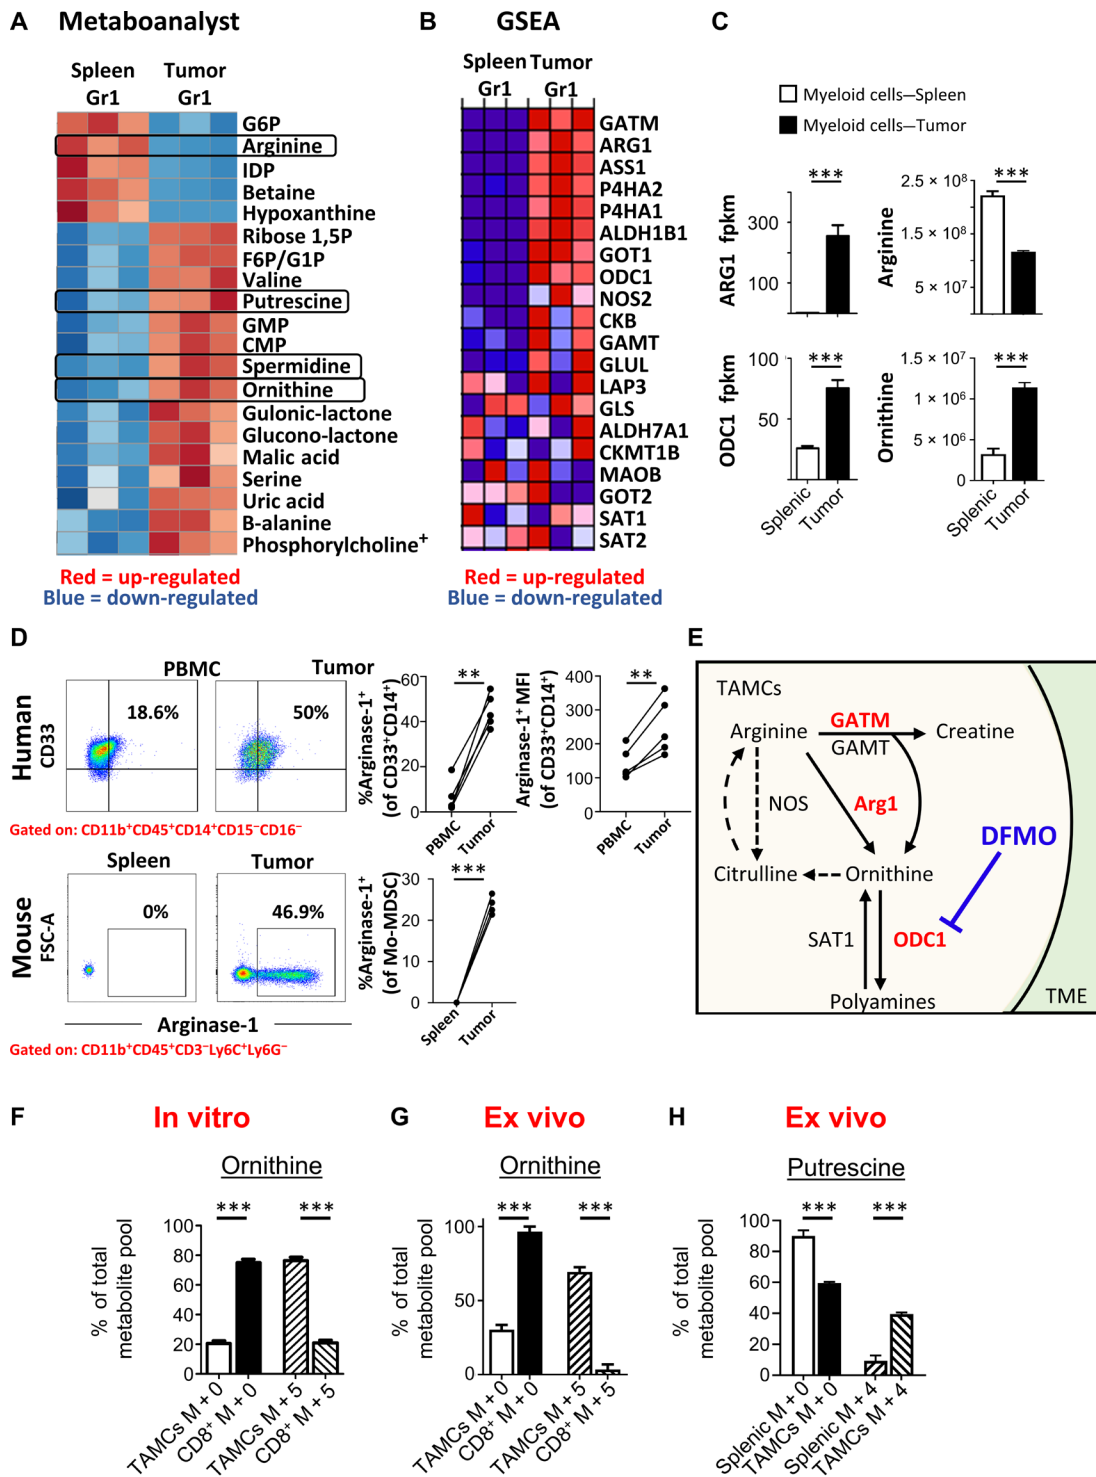 A
Metaboanalyst
Spleen
Tumor
Gr1
Gr1
G6P
Arginine
IDP
Betaine
Hypoxanthine
Ribose 1,5P
F6P/G1P
Valine
Putrescine
GMP
CMP
Spermidine
Ornithine
Gulonic-lactone
Glucono-lactone
Malic acid
Serine
Uric acid
B-alanine
Phosphorylcholine⁺
Red = up-regulated
Blue = down-regulated
B
GSEA
Spleen Tumor
Gr1
Gr1
GATM
ARG1
ASS1
P4HA2
P4HA1
ALDH1B1
GOT1
ODC1
NOS2
CKB
GAMT
GLUL
LAP3
GLS
ALDH7A1
CKMT1B
MAOB
GOT2
SAT1
SAT2
Red = up-regulated
Blue = down-regulated
C
Myeloid cells—Spleen
Myeloid cells—Tumor
ARG1 fpkm
300
100
***
Arginine
2.5 × 10⁸
1.5 × 10⁸
5 × 10⁷
***
ODC1 fpkm
100
50
***
Splenic
Tumor
Ornithine
1.5 × 10⁷
1 × 10⁶
5 × 10⁶
0
***
Splenic
Tumor
D
PBMC
Tumor
Human
CD33
18.6%
50%
Gated on: CD11b⁺CD45⁺CD14⁺CD15⁻CD16⁻
%Arginase-1⁺
(of CD33⁺CD14⁺)
60
40
20
0
**
PBMC
Tumor
Arginase-1⁺ MFI
(of CD33⁺CD14⁺)
400
300
200
100
0
**
PBMC
Tumor
Spleen
Tumor
Mouse
FSC-A
0%
46.9%
Arginase-1
Gated on: CD11b⁺CD45⁺CD3⁻Ly6C⁺Ly6G⁻
%Arginase-1⁺
(of Mo-MDSC)
30
20
10
0
***
Spleen
Tumor
E
TAMCs
Arginine
GATM
GAMT
Creatine
NOS
Arg1
DFMO
Citrulline
Ornithine
SAT1
ODC1
Polyamines
TME
F
In vitro
Ornithine
% of total
metabolite pool
100
80
60
40
20
0
***
***
TAMCs M + 0
CD8⁺ M + 0
TAMCs M + 5
CD8⁺ M + 5
G
Ex vivo
Ornithine
% of total
metabolite pool
100
50
0
***
***
TAMCs M + 0
CD8⁺ M + 0
TAMCs M + 5
CD8⁺ M + 5
H
Ex vivo
Putrescine
% of total
metabolite pool
100
80
60
40
20
0
***
***
Splenic M + 0
TAMCs M + 0
Splenic M + 4
TAMCs M + 4